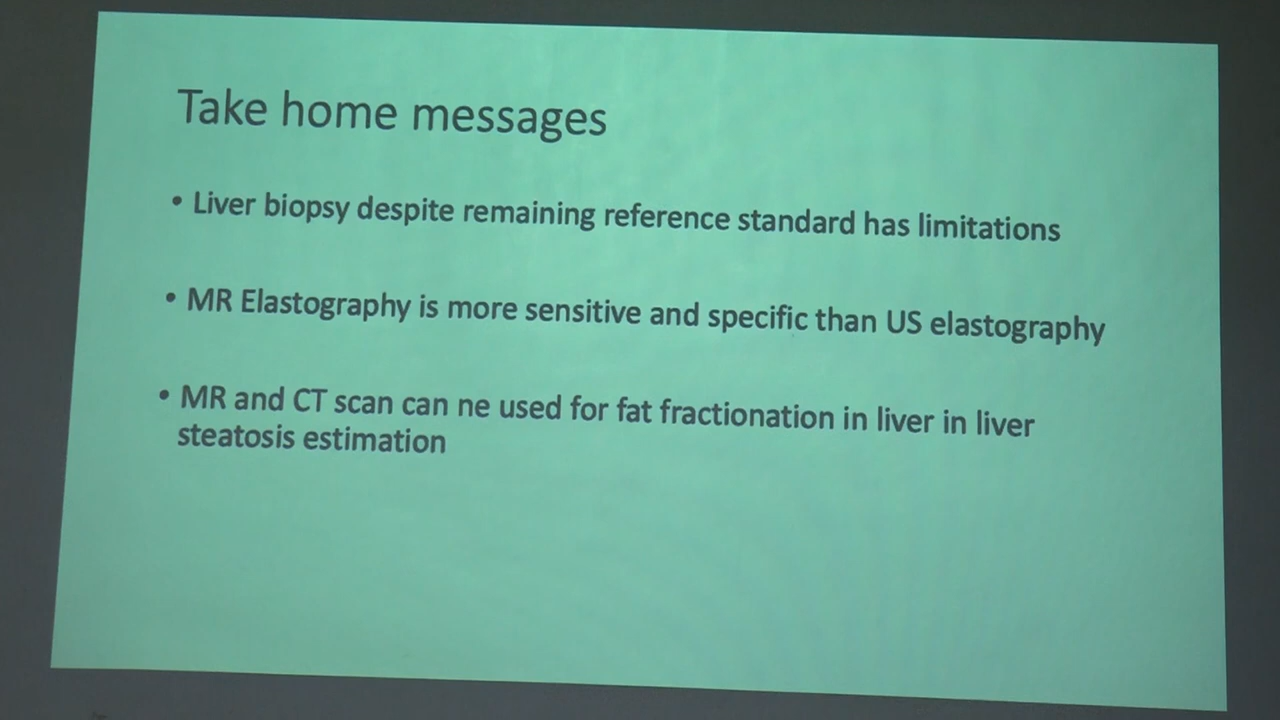 Take home messages
• Liver biopsy despite remaining reference standard has limitations
• MR Elastography is more sensitive and specific than US elastography
• MR and CT scan can ne used for fat fractionation in liver in liver
steatosis estimation